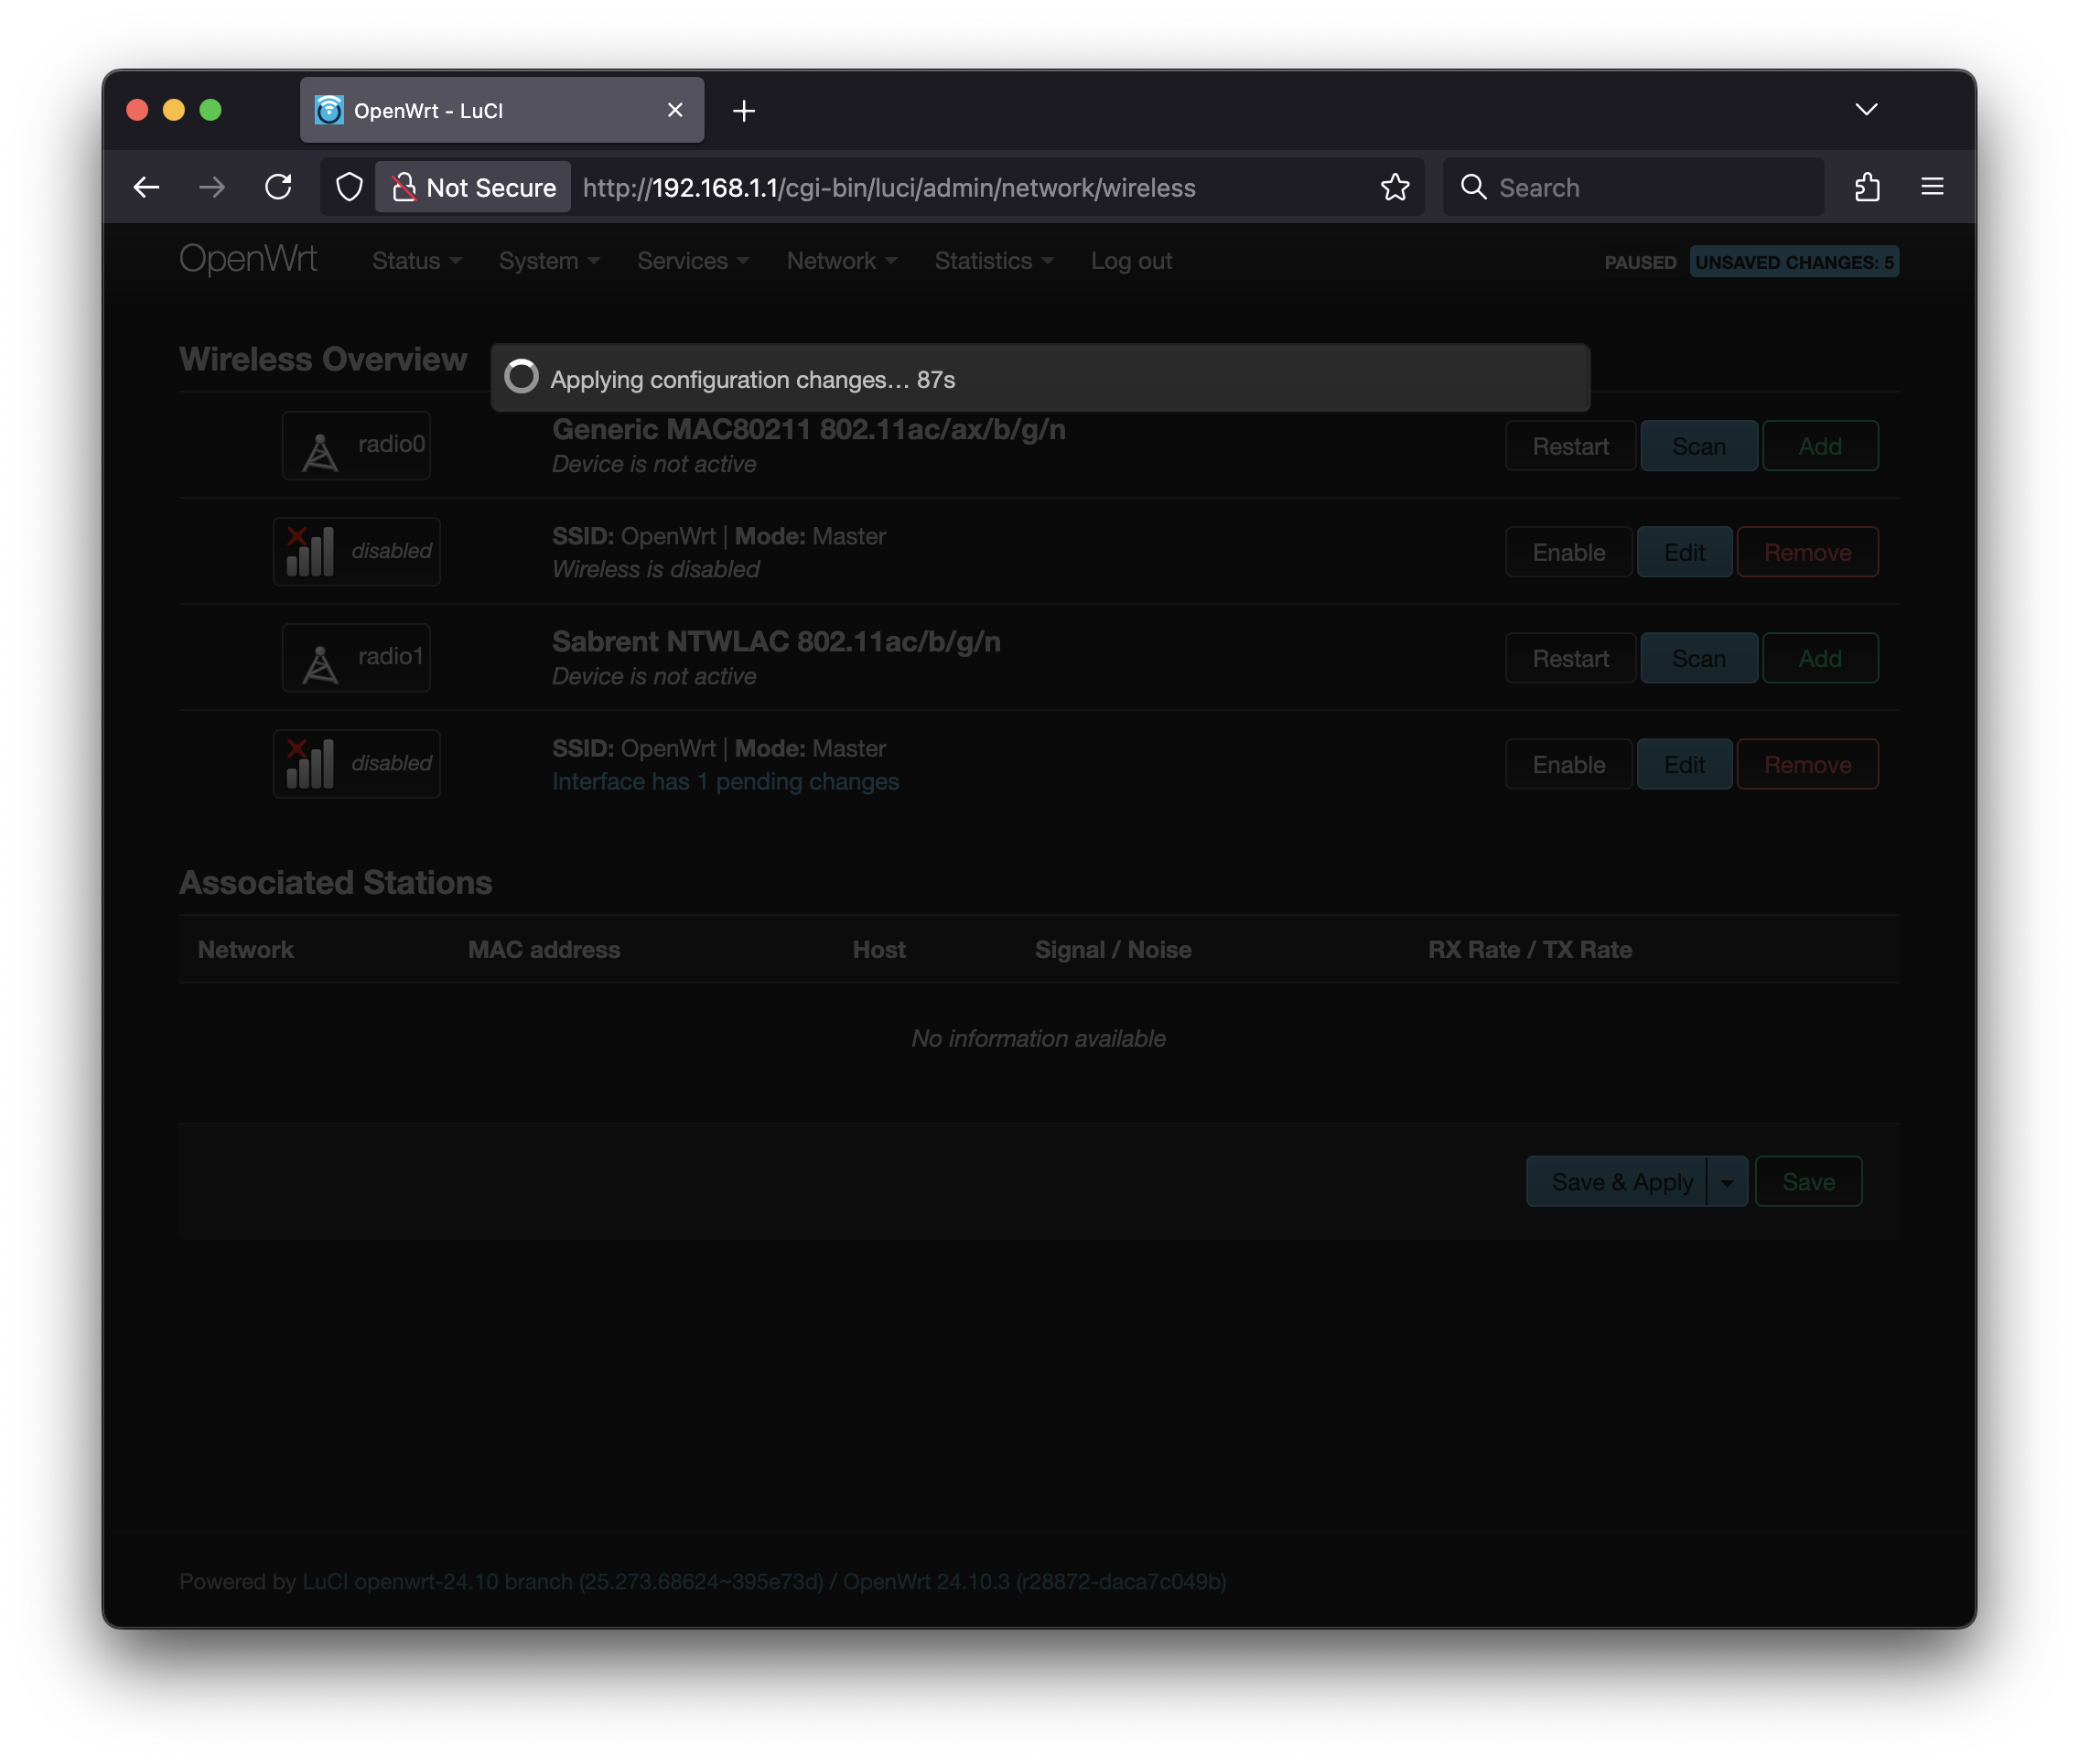 OpenWrt - LuCI
Not Secure http://192.168.1.1/cgi-bin/luci/admin/network/wireless Search
OpenWrt Status System Services Network Statistics Log out PAUSED UNSAVED CHANGES: 5
Wireless Overview
Applying configuration changes… 87s
radio0 Generic MAC80211 802.11ac/ax/b/g/n Restart Scan Add
Device is not active
disabled SSID: OpenWrt | Mode: Master Enable Edit Remove
Wireless is disabled
radio1 Sabrent NTWLAC 802.11ac/b/g/n Restart Scan Add
Device is not active
disabled SSID: OpenWrt | Mode: Master Enable Edit Remove
Interface has 1 pending changes
Associated Stations
Network MAC address Host Signal / Noise RX Rate / TX Rate
No information available
Save & Apply Save
Powered by LuCI openwrt-24.10 branch (25.273.68624~395e73d) / OpenWrt 24.10.3 (r28872-daca7c049b)